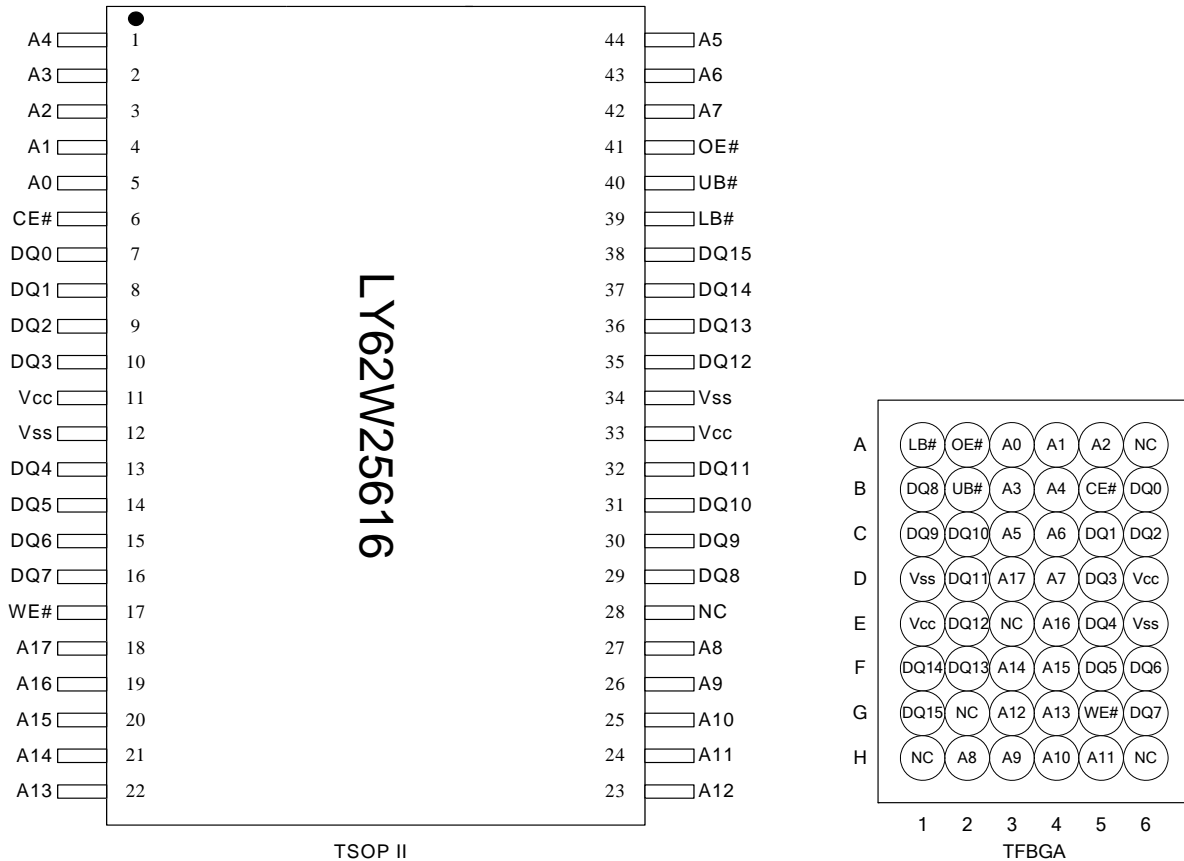 A4 1 44 A5
A3 2 43 A6
A2 3 42 A7
A1 4 41 OE#
A0 5 40 UB#
CE# 6 39 LB#
DQ0 7 38 DQ15
DQ1 8 37 DQ14
DQ2 9 36 DQ13
DQ3 10 35 DQ12
Vcc 11 34 Vss
Vss 12 33 Vcc
DQ4 13 32 DQ11
DQ5 14 31 DQ10
DQ6 15 30 DQ9
DQ7 16 29 DQ8
WE# 17 28 NC
A17 18 27 A8
A16 19 26 A9
A15 20 25 A10
A14 21 24 A11
A13 22 23 A12
LY62W25616
TSOP II
A LB# OE# A0 A1 A2 NC
B DQ8 UB# A3 A4 CE# DQ0
C DQ9 DQ10 A5 A6 DQ1 DQ2
D Vss DQ11 A17 A7 DQ3 Vcc
E Vcc DQ12 NC A16 DQ4 Vss
F DQ14 DQ13 A14 A15 DQ5 DQ6
G DQ15 NC A12 A13 WE# DQ7
H NC A8 A9 A10 A11 NC
1 2 3 4 5 6
TFBGA